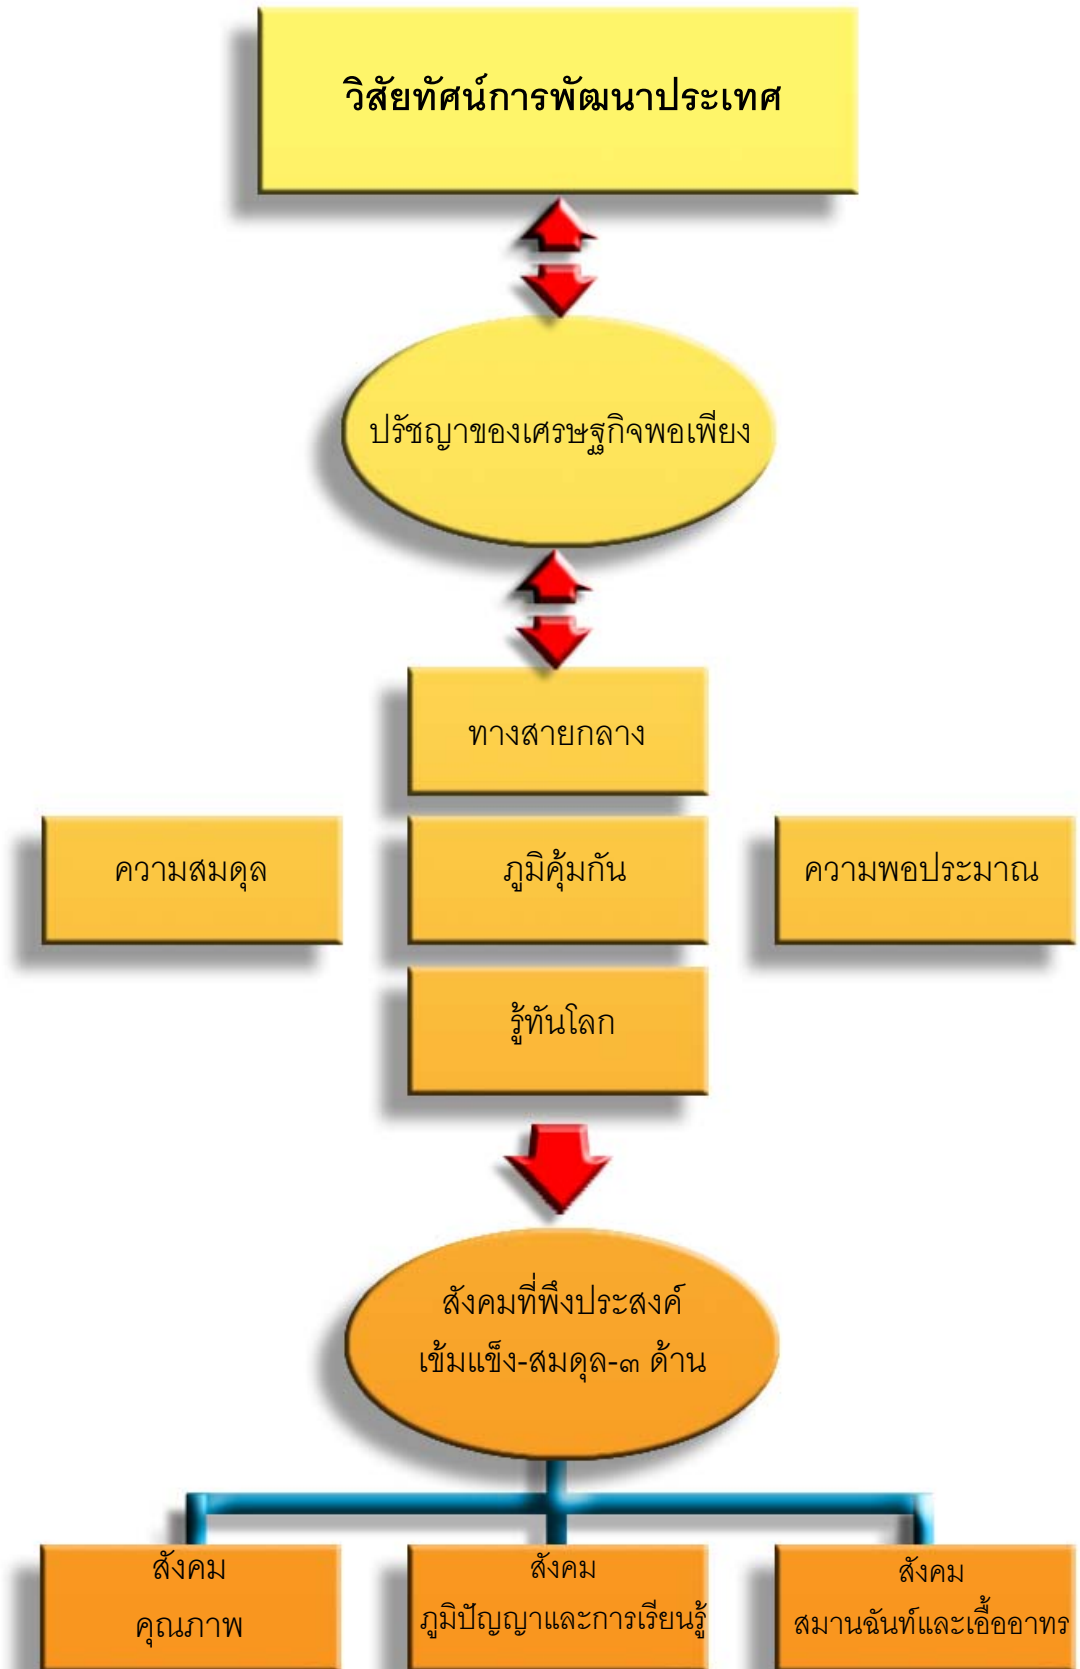 วิสัยทัศน์การพัฒนาประเทศ
ปรัชญาของเศรษฐกิจพอเพียง
ทางสายกลาง
ความสมดุล
ภูมิคุ้มกัน
ความพอประมาณ
รู้ทันโลก
สังคมที่พึงประสงค์
เข้มแข็ง-สมดุล-๓ ด้าน
สังคม
คุณภาพ
สังคม
ภูมิปัญญาและการเรียนรู้
สังคม
สมานฉันท์และเอื้ออาทร